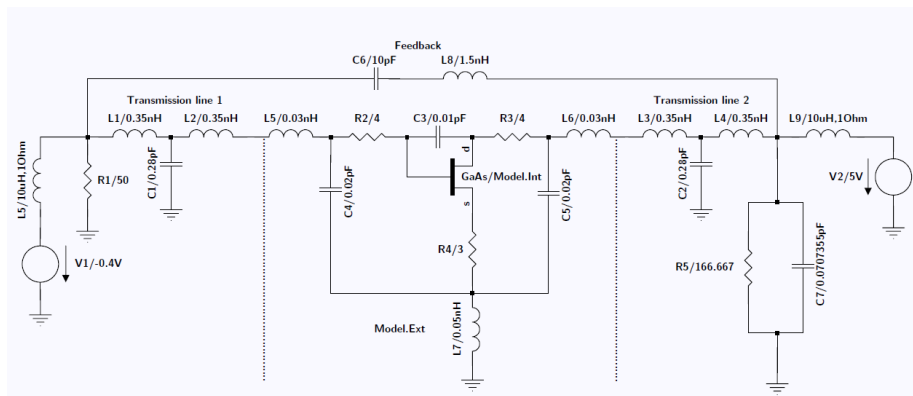 Feedback
C6/10pF
L8/1.5nH
Transmission line 1
Transmission line 2
L1/0.35nH
L2/0.35nH
L5/0.03nH
R2/4
C3/0.01pF
R3/4
L6/0.03nH
L3/0.35nH
L4/0.35nH
L9/10uH,1Ohm
L5/10uH,1Ohm
R1/50
C1/0.28pF
C4/0.02pF
d
GaAs/Model.Int
s
C5/0.02pF
C2/0.28pF
V2/5V
R4/3
V1/-0.4V
R5/166.667
C7/0.0707355pF
Model.Ext
L7/0.05nH